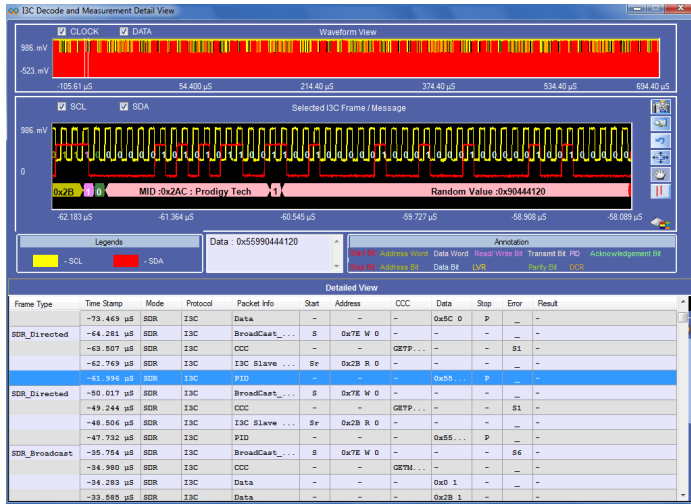 I3C Decode and Measurement Detail View
CLOCK DATA Waveform View
986. mV
-523. mV
-105.61 µS 54.400 µS 214.40 µS 374.40 µS 534.40 µS 694.40 µS
SCL SDA Selected I3C Frame / Message
986 mV
0
0x2B 1 0 MID :0x2AC : Prodigy Tech 1 Random Value :0x90444120
-62.183 µS -61.364 µS -60.545 µS -59.727 µS -58.908 µS -58.089 µS
Legends
- SCL - SDA
Data : 0x55990444120
Annotation
Start Bit Address Word Data Word Read/ Write Bit Transmit Bit PID Acknowledgement Bit
Stop Bit Address Bit Data Bit LVR Parity Bit DCR
Detailed View
Frame Type Time Stamp Mode Protocol Packet Info Start Address CCC Data Stop Error Result
-73.469 µS SDR I3C Data - - - 0x5C 0 P _ -
SDR_Directed -64.281 µS SDR I3C BroadCast_... S 0x7E W 0 - - - _ -
-63.507 µS SDR I3C CCC - - GETP... - - S1 -
-62.769 µS SDR I3C I3C Slave ... Sr 0x2B R 0 - - - _ -
-61.996 µS SDR I3C PID - - - 0x55... P _ -
SDR_Directed -50.017 µS SDR I3C BroadCast_... S 0x7E W 0 - - - _ -
-49.244 µS SDR I3C CCC - - GETP... - - S1 -
-48.506 µS SDR I3C I3C Slave ... Sr 0x2B R 0 - - - _ -
-47.732 µS SDR I3C PID - - - 0x55... P _ -
SDR_Broadcast -35.754 µS SDR I3C BroadCast_... S 0x7E W 0 - - - S6 -
-34.980 µS SDR I3C CCC - - GETM... - - _ -
-34.283 µS SDR I3C Data - - - 0x0 1 - _ -
-33.585 µS SDR I3C Data - - - 0x2B 1 - _ -